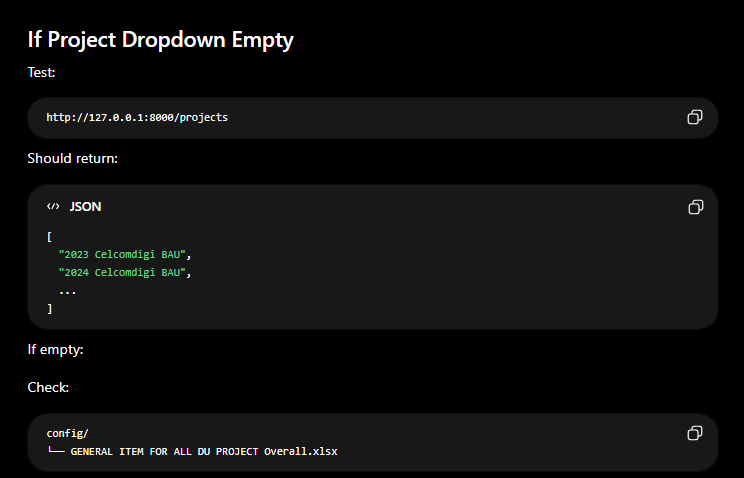 If Project Dropdown Empty
Test:
http://127.0.0.1:8000/projects
Should return:
</> JSON
[
  "2023 Celcomdigi BAU",
  "2024 Celcomdigi BAU",
  ...
]
If empty:
Check:
config/
└── GENERAL ITEM FOR ALL DU PROJECT Overall.xlsx